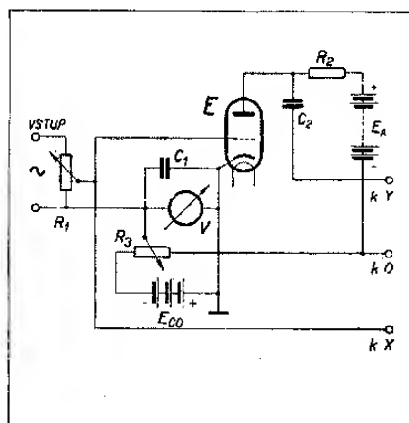 R2
E
VSTUP
C1
C2
+
EA
-
~
k Y
R1
V
R3
k O
- +
ECO
k X